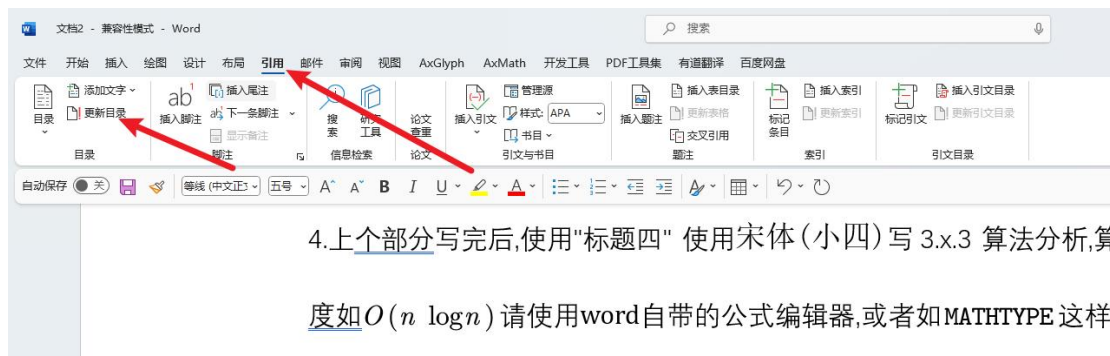 文档2 - 兼容性模式 - Word
搜索
文件 开始 插入 绘图 设计 布局 引用 邮件 审阅 视图 AxGlyph AxMath 开发工具 PDF工具集 有道翻译 百度网盘
目录
添加文字
更新目录
目录
ab
插入脚注
插入尾注
下一条脚注
显示备注
脚注
搜索
工具
信息检索
论文查重
论文
插入引文
管理源
样式: APA
书目
引文与书目
插入题注
插入表目录
更新表格
交叉引用
题注
标记条目
插入索引
更新索引
索引
标记引文
插入引文目录
更新引文目录
引文目录
自动保存 关 等线 (中文正 五号 A A B I U A A
4.上个部分写完后,使用"标题四" 使用宋体(小四)写 3.x.3 算法分析,算
度如O(n logn)请使用word自带的公式编辑器,或者如MATHTYPE这样